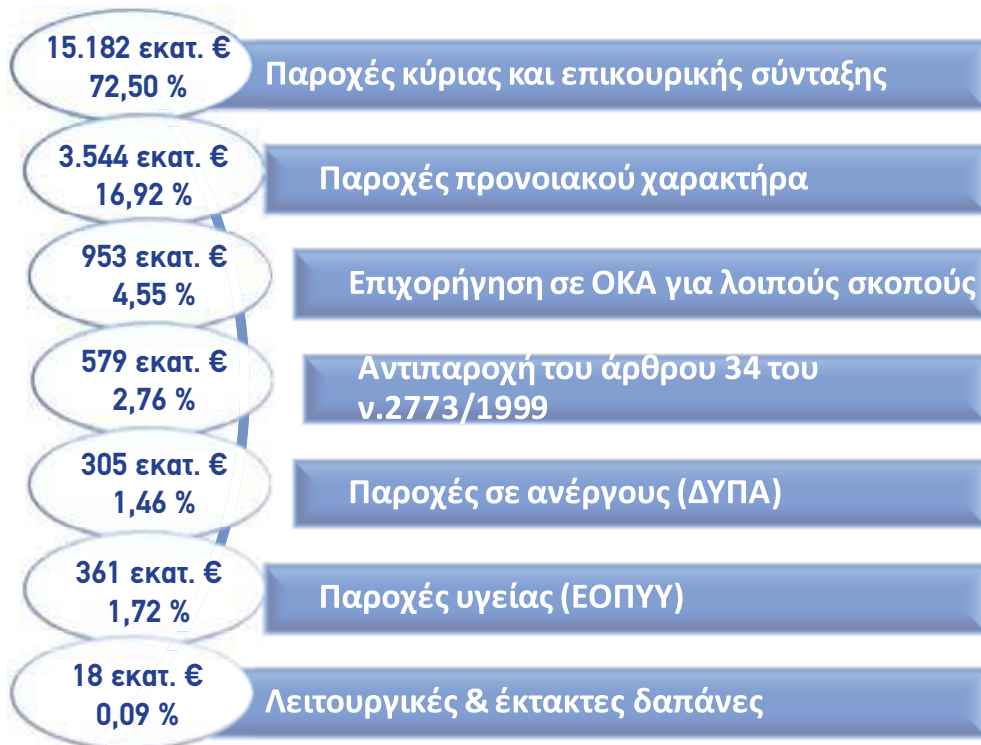 15.182 εκατ. €
72,50 %
Παροχές κύριας και επικουρικής σύνταξης
3.544 εκατ. €
16,92 %
Παροχές προνοιακού χαρακτήρα
953 εκατ. €
4,55 %
Επιχορήγηση σε ΟΚΑ για λοιπούς σκοπούς
579 εκατ. €
2,76 %
Αντιπαροχή του άρθρου 34 του
ν.2773/1999
305 εκατ. €
1,46 %
Παροχές σε ανέργους (ΔΥΠΑ)
361 εκατ. €
1,72 %
Παροχές υγείας (ΕΟΠΥΥ)
18 εκατ. €
0,09 %
Λειτουργικές & έκτακτες δαπάνες